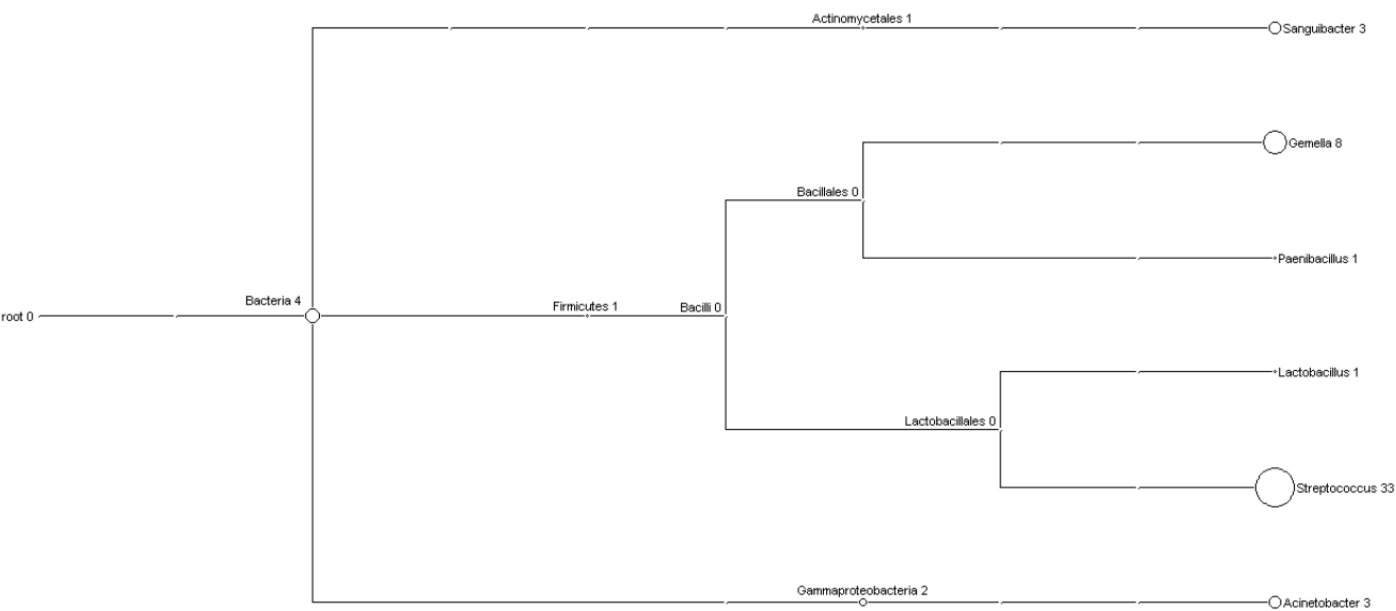 Actinomycetales 1
Sanguibacter 3
Gemella 8
Bacillales 0
Paenibacillus 1
Bacteria 4
Firmicutes 1
Bacilli 0
root 0
Lactobacillus 1
Lactobacillales 0
Streptococcus 33
Gammaproteobacteria 2
Acinetobacter 3